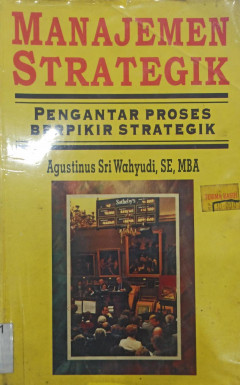 MANAJEMEN
STRATEGIK
PENGANTAR PROSES
BERPIKIR STRATEGIK
Agustinus Sri Wahyudi, SE, MBA
Sotheby's